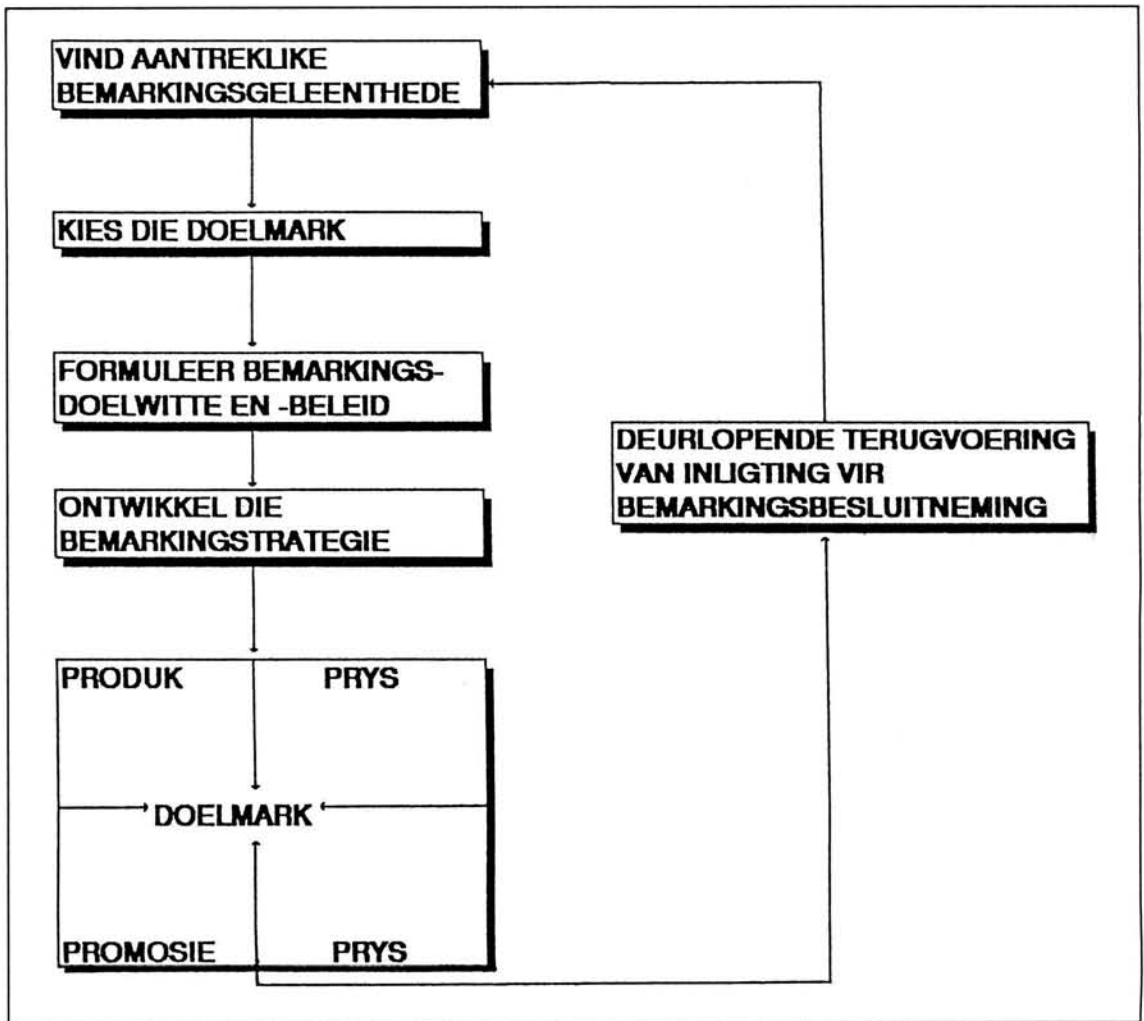 VIND AANTREKLIKE
BEMARKINGSGELEENTHEDE
KIES DIE DOELMARK
FORMULEER BEMARKINGS-
DOELWITTE EN -BELEID
ONTWIKKEL DIE
BEMARKINGSTRATEGIE
DEURLOPENDE TERUGVOERING
VAN INLIGTING VIR
BEMARKINGSBESLUITNEMING
PRODUK PRYS
DOELMARK
PROMOSIE PRYS